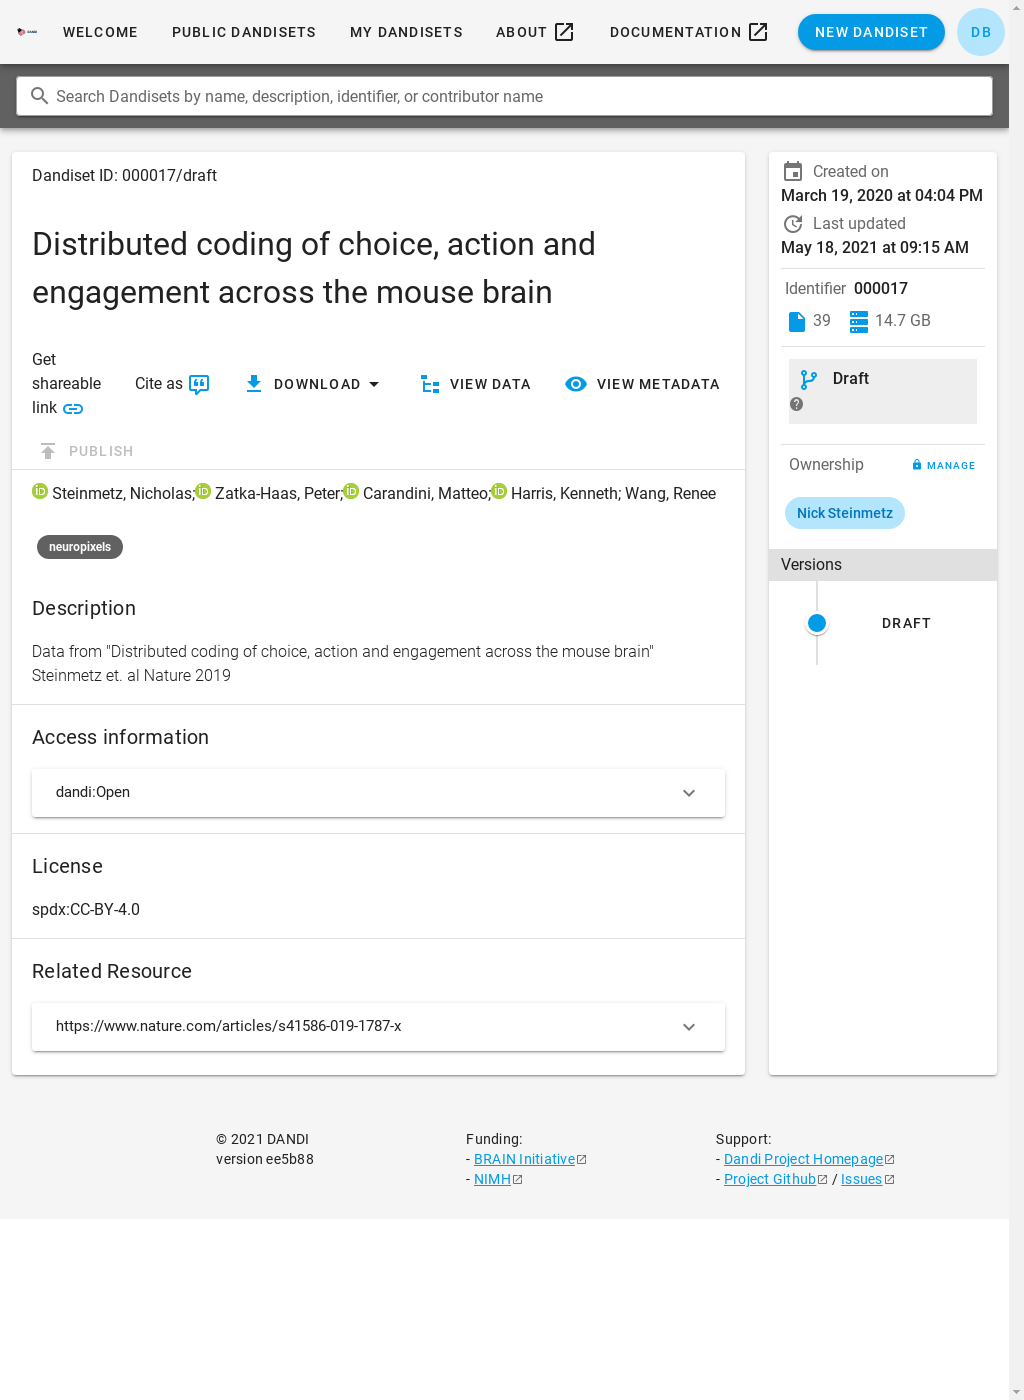 WELCOME PUBLIC DANDISETS MY DANDISETS ABOUT DOCUMENTATION NEW DANDISET DB
Search Dandisets by name, description, identifier, or contributor name
Dandiset ID: 000017/draft
Distributed coding of choice, action and
engagement across the mouse brain
Get
shareable
link
Cite as
DOWNLOAD
VIEW DATA
VIEW METADATA
PUBLISH
Steinmetz, Nicholas; Zatka-Haas, Peter; Carandini, Matteo; Harris, Kenneth; Wang, Renee
neuropixels
Description
Data from "Distributed coding of choice, action and engagement across the mouse brain"
Steinmetz et. al Nature 2019
Access information
dandi:Open
License
spdx:CC-BY-4.0
Related Resource
https://www.nature.com/articles/s41586-019-1787-x
Created on
March 19, 2020 at 04:04 PM
Last updated
May 18, 2021 at 09:15 AM
Identifier 000017
39 14.7 GB
Draft
Ownership MANAGE
Nick Steinmetz
Versions
DRAFT
© 2021 DANDI
version ee5b88
Funding:
- BRAIN Initiative
- NIMH
Support:
- Dandi Project Homepage
- Project Github / Issues